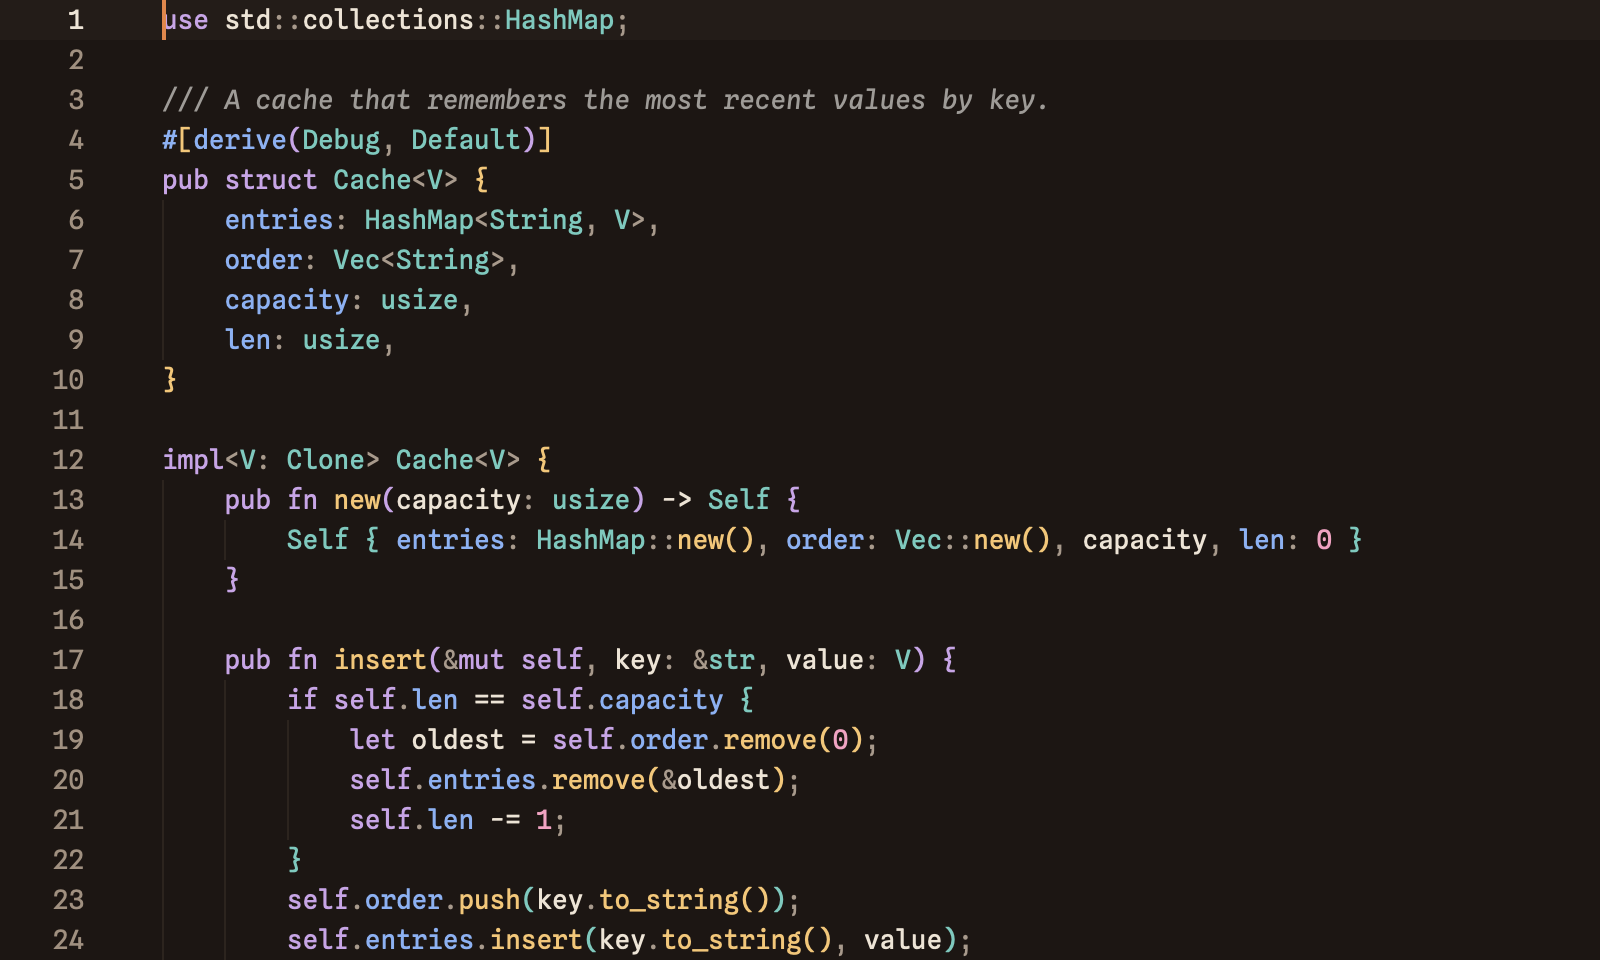 1 use std::collections::HashMap;
2
3 /// A cache that remembers the most recent values by key.
4 #[derive(Debug, Default)]
5 pub struct Cache<V> {
6     entries: HashMap<String, V>,
7     order: Vec<String>,
8     capacity: usize,
9     len: usize,
10 }
11
12 impl<V: Clone> Cache<V> {
13     pub fn new(capacity: usize) -> Self {
14         Self { entries: HashMap::new(), order: Vec::new(), capacity, len: 0 }
15     }
16
17     pub fn insert(&mut self, key: &str, value: V) {
18         if self.len == self.capacity {
19             let oldest = self.order.remove(0);
20             self.entries.remove(&oldest);
21             self.len -= 1;
22         }
23         self.order.push(key.to_string());
24         self.entries.insert(key.to_string(), value);